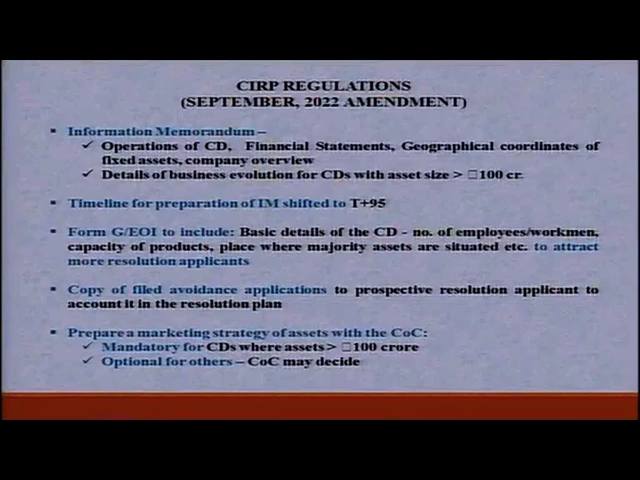 CIRP REGULATIONS
(SEPTEMBER, 2022 AMENDMENT)
▪ Information Memorandum –
✓ Operations of CD, Financial Statements, Geographical coordinates of
fixed assets, company overview
✓ Details of business evolution for CDs with asset size > □100 cr.
▪ Timeline for preparation of IM shifted to T+95
▪ Form G/EOI to include: Basic details of the CD - no. of employees/workmen,
capacity of products, place where majority assets are situated etc. to attract
more resolution applicants
▪ Copy of filed avoidance applications to prospective resolution applicant to
account it in the resolution plan
▪ Prepare a marketing strategy of assets with the CoC:
✓ Mandatory for CDs where assets > □100 crore
✓ Optional for others – CoC may decide